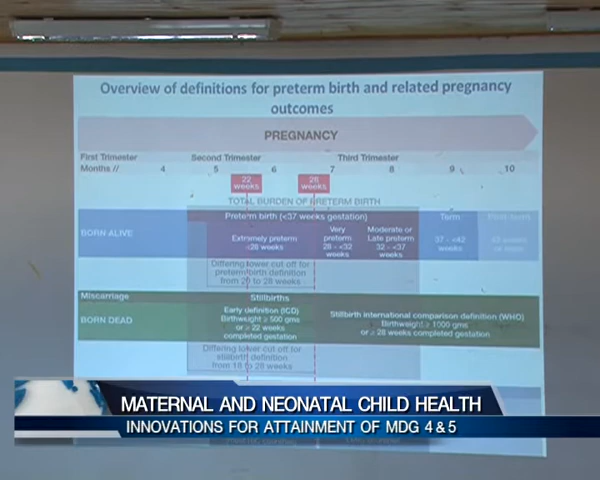 Overview of definitions for preterm birth and related pregnancy
outcomes
PREGNANCY
First Trimester Second Trimester Third Trimester
Months // 4 5 6 7 8 9 10
22 weeks
28 weeks
TOTAL BURDEN OF PRETERM BIRTH
BORN ALIVE
Preterm birth (<37 weeks gestation)
Extremely preterm
<28 weeks
Very
preterm
28 - <32
weeks
Moderate or
Late preterm
32 - <37
weeks
Term
37 - <42
weeks
Differing lower cut off for
preterm birth definition
from 20 to 28 weeks
Miscarriage Stillbirths
BORN DEAD
Early definition (ICD)
Birthweight ≥ 500 gms
or ≥ 22 weeks
completed gestation
Stillbirth international comparison definition (WHO)
Birthweight ≥ 1000 gms
or ≥ 28 weeks completed gestation
Differing lower cut off for
stillbirth definition
from 18 to 28 weeks
MATERNAL AND NEONATAL CHILD HEALTH
INNOVATIONS FOR ATTAINMENT OF MDG 4 & 5